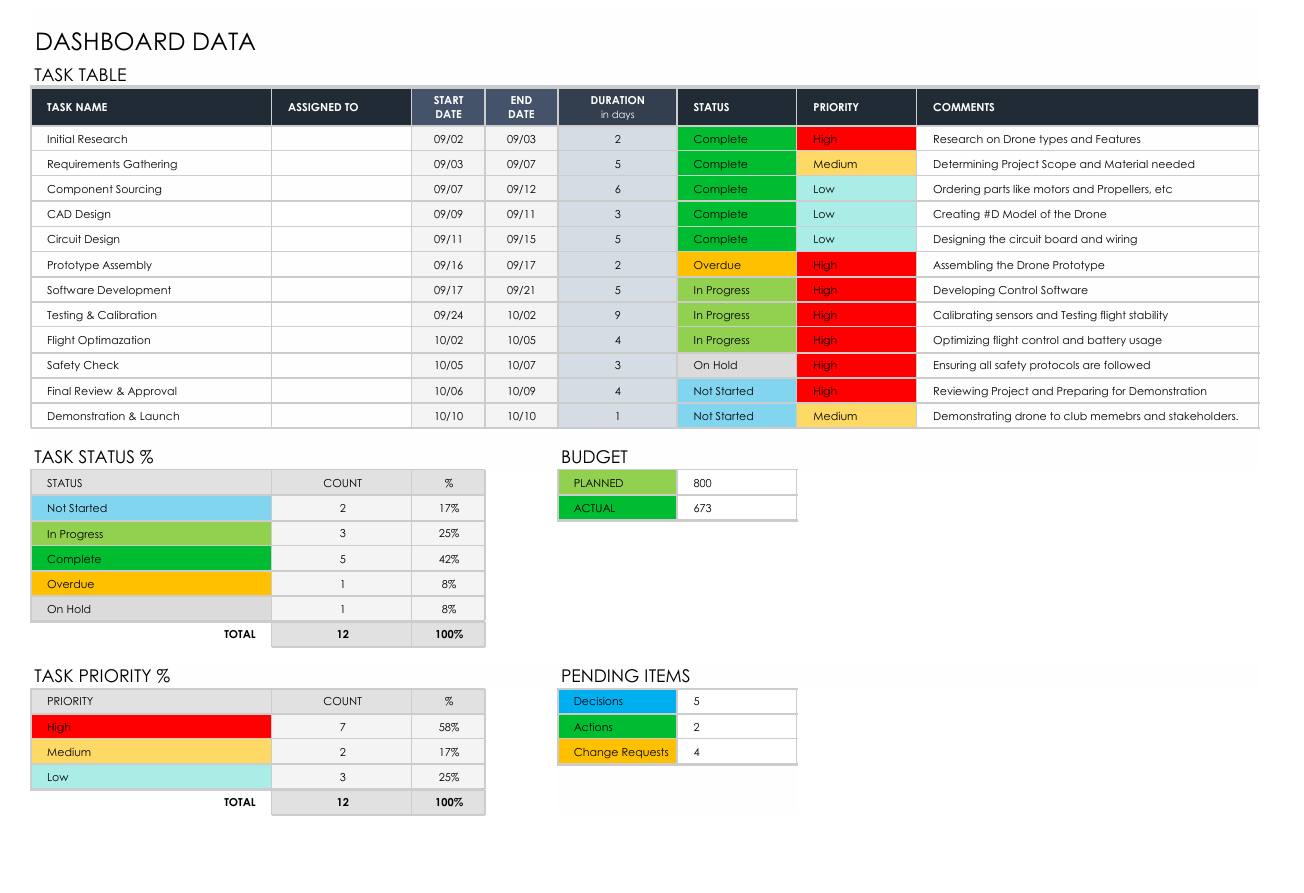 DASHBOARD DATA
TASK TABLE
TASK NAME ASSIGNED TO START DATE END DATE DURATION in days STATUS PRIORITY COMMENTS
Initial Research 09/02 09/03 2 Complete High Research on Drone types and Features
Requirements Gathering 09/03 09/07 5 Complete Medium Determining Project Scope and Material needed
Component Sourcing 09/07 09/12 6 Complete Low Ordering parts like motors and Propellers, etc
CAD Design 09/09 09/11 3 Complete Low Creating #D Model of the Drone
Circuit Design 09/11 09/15 5 Complete Low Designing the circuit board and wiring
Prototype Assembly 09/16 09/17 2 Overdue High Assembling the Drone Prototype
Software Development 09/17 09/21 5 In Progress High Developing Control Software
Testing & Calibration 09/24 10/02 9 In Progress High Calibrating sensors and Testing flight stability
Flight Optimazation 10/02 10/05 4 In Progress High Optimizing flight control and battery usage
Safety Check 10/05 10/07 3 On Hold High Ensuring all safety protocols are followed
Final Review & Approval 10/06 10/09 4 Not Started High Reviewing Project and Preparing for Demonstration
Demonstration & Launch 10/10 10/10 1 Not Started Medium Demonstrating drone to club memebrs and stakeholders.
TASK STATUS %
STATUS COUNT %
Not Started 2 17%
In Progress 3 25%
Complete 5 42%
Overdue 1 8%
On Hold 1 8%
TOTAL 12 100%
BUDGET
PLANNED 800
ACTUAL 673
TASK PRIORITY %
PRIORITY COUNT %
High 7 58%
Medium 2 17%
Low 3 25%
TOTAL 12 100%
PENDING ITEMS
Decisions 5
Actions 2
Change Requests 4